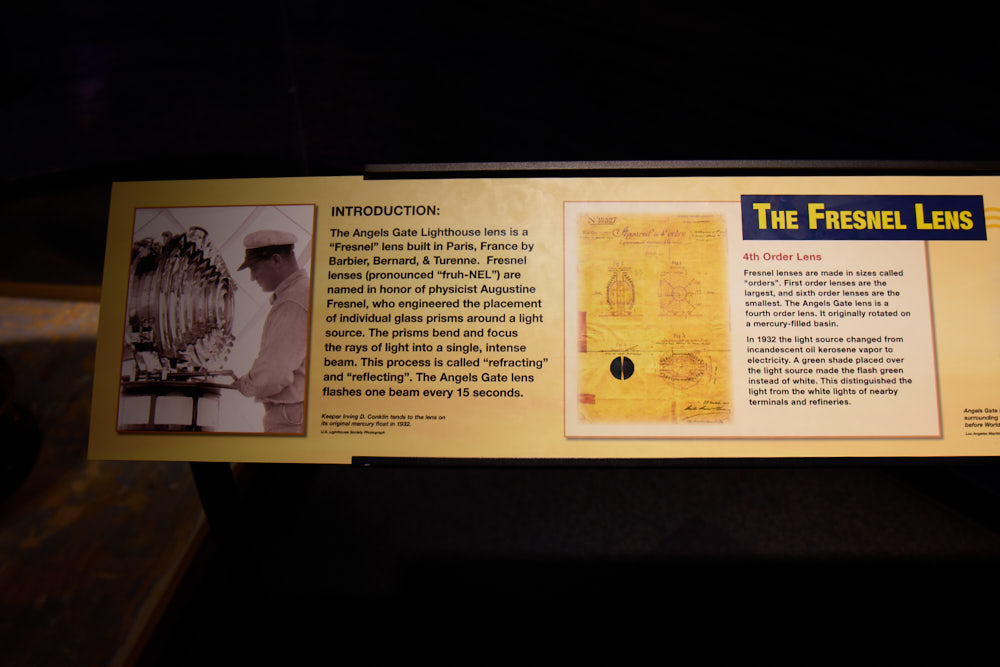 INTRODUCTION:
The Angels Gate Lighthouse lens is a
“Fresnel” lens built in Paris, France by
Barbier, Bernard, & Turenne. Fresnel
lenses (pronounced “fruh-NEL”) are
named in honor of physicist Augustine
Fresnel, who engineered the placement
of individual glass prisms around a light
source. The prisms bend and focus
the rays of light into a single, intense
beam. This process is called “refracting”
and “reflecting”. The Angels Gate lens
flashes one beam every 15 seconds.
Keeper Irving D. Conklin tends to the lens on
its original mercury float in 1932.
U.S. Lighthouse Society Photograph
THE FRESNEL LENS
4th Order Lens
Fresnel lenses are made in sizes called
“orders”. First order lenses are the
largest, and sixth order lenses are the
smallest. The Angels Gate lens is a
fourth order lens. It originally rotated on
a mercury-filled basin.
In 1932 the light source changed from
incandescent oil kerosene vapor to
electricity. A green shade placed over
the light source made the flash green
instead of white. This distinguished the
light from the white lights of nearby
terminals and refineries.
Angels Gate
surrounding
before World
Los Angeles